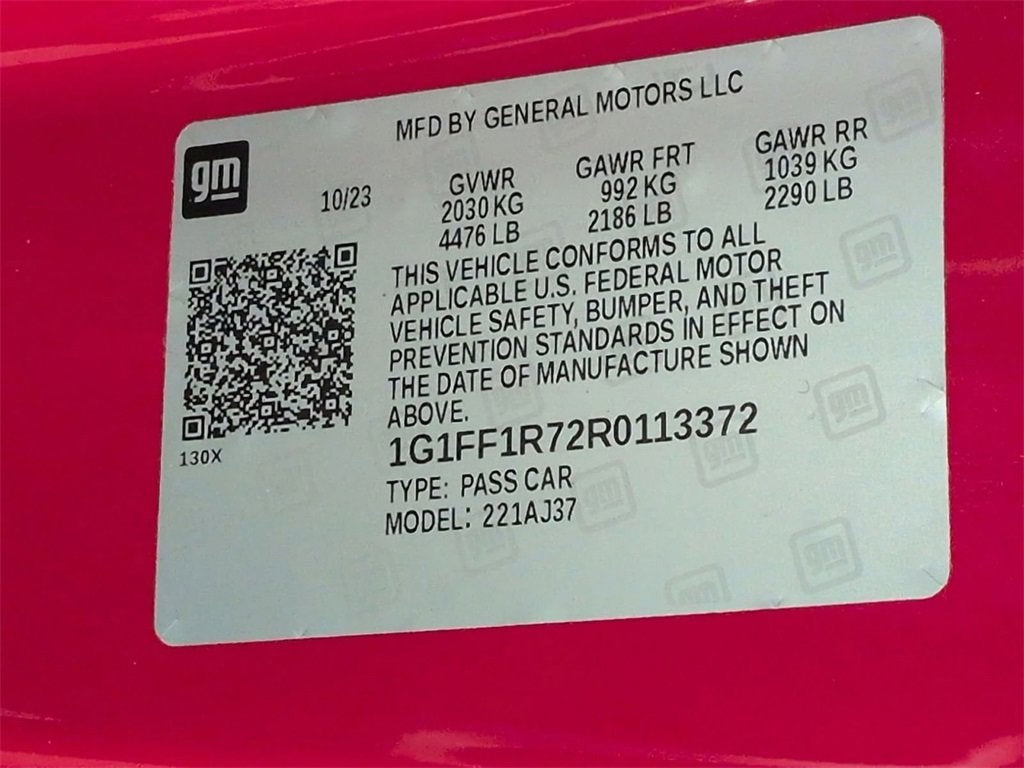 MFD BY GENERAL MOTORS LLC
gm
10/23
GVWR
2030 KG
4476 LB
GAWR FRT
992 KG
2186 LB
GAWR RR
1039 KG
2290 LB
THIS VEHICLE CONFORMS TO ALL
APPLICABLE U.S. FEDERAL MOTOR
VEHICLE SAFETY, BUMPER, AND THEFT
PREVENTION STANDARDS IN EFFECT ON
THE DATE OF MANUFACTURE SHOWN
ABOVE.
130X
1G1FF1R72R0113372
TYPE: PASS CAR
MODEL: 221AJ37